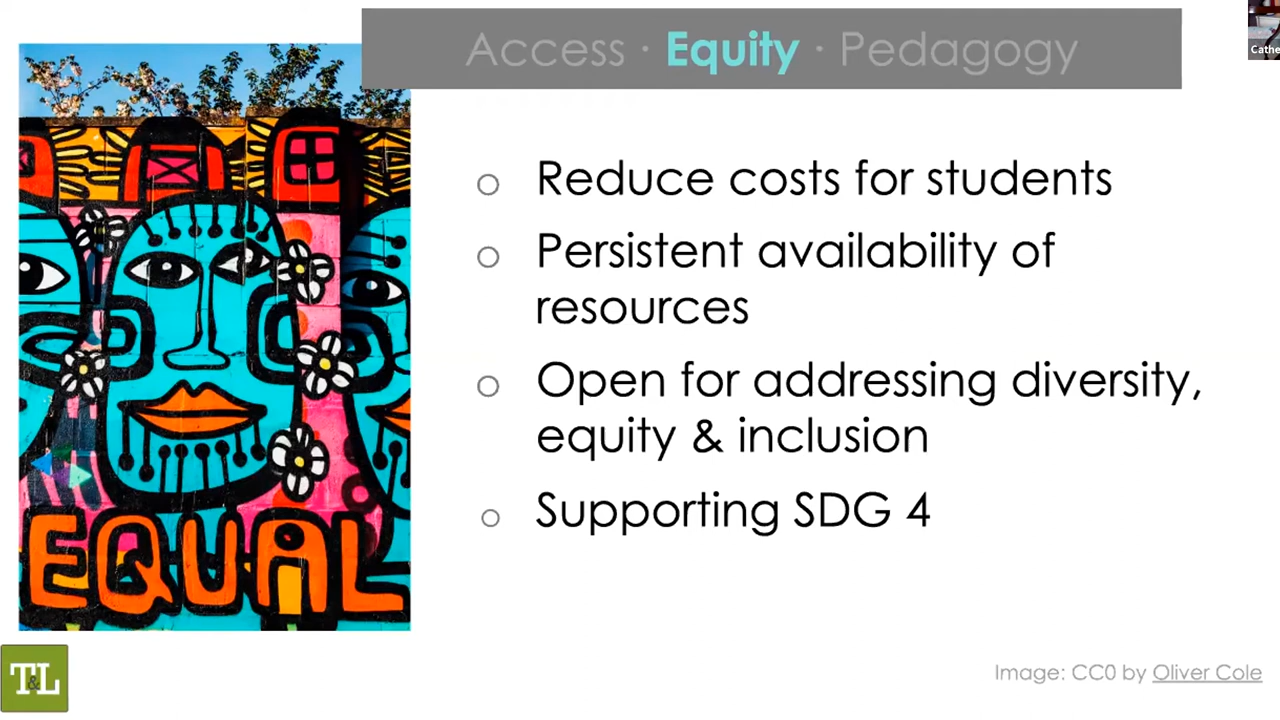 Access · Equity · Pedagogy
Cathe
Reduce costs for students
Persistent availability of
resources
Open for addressing diversity,
equity & inclusion
Supporting SDG 4
EQUAL
T&L
Image: CC0 by Oliver Cole